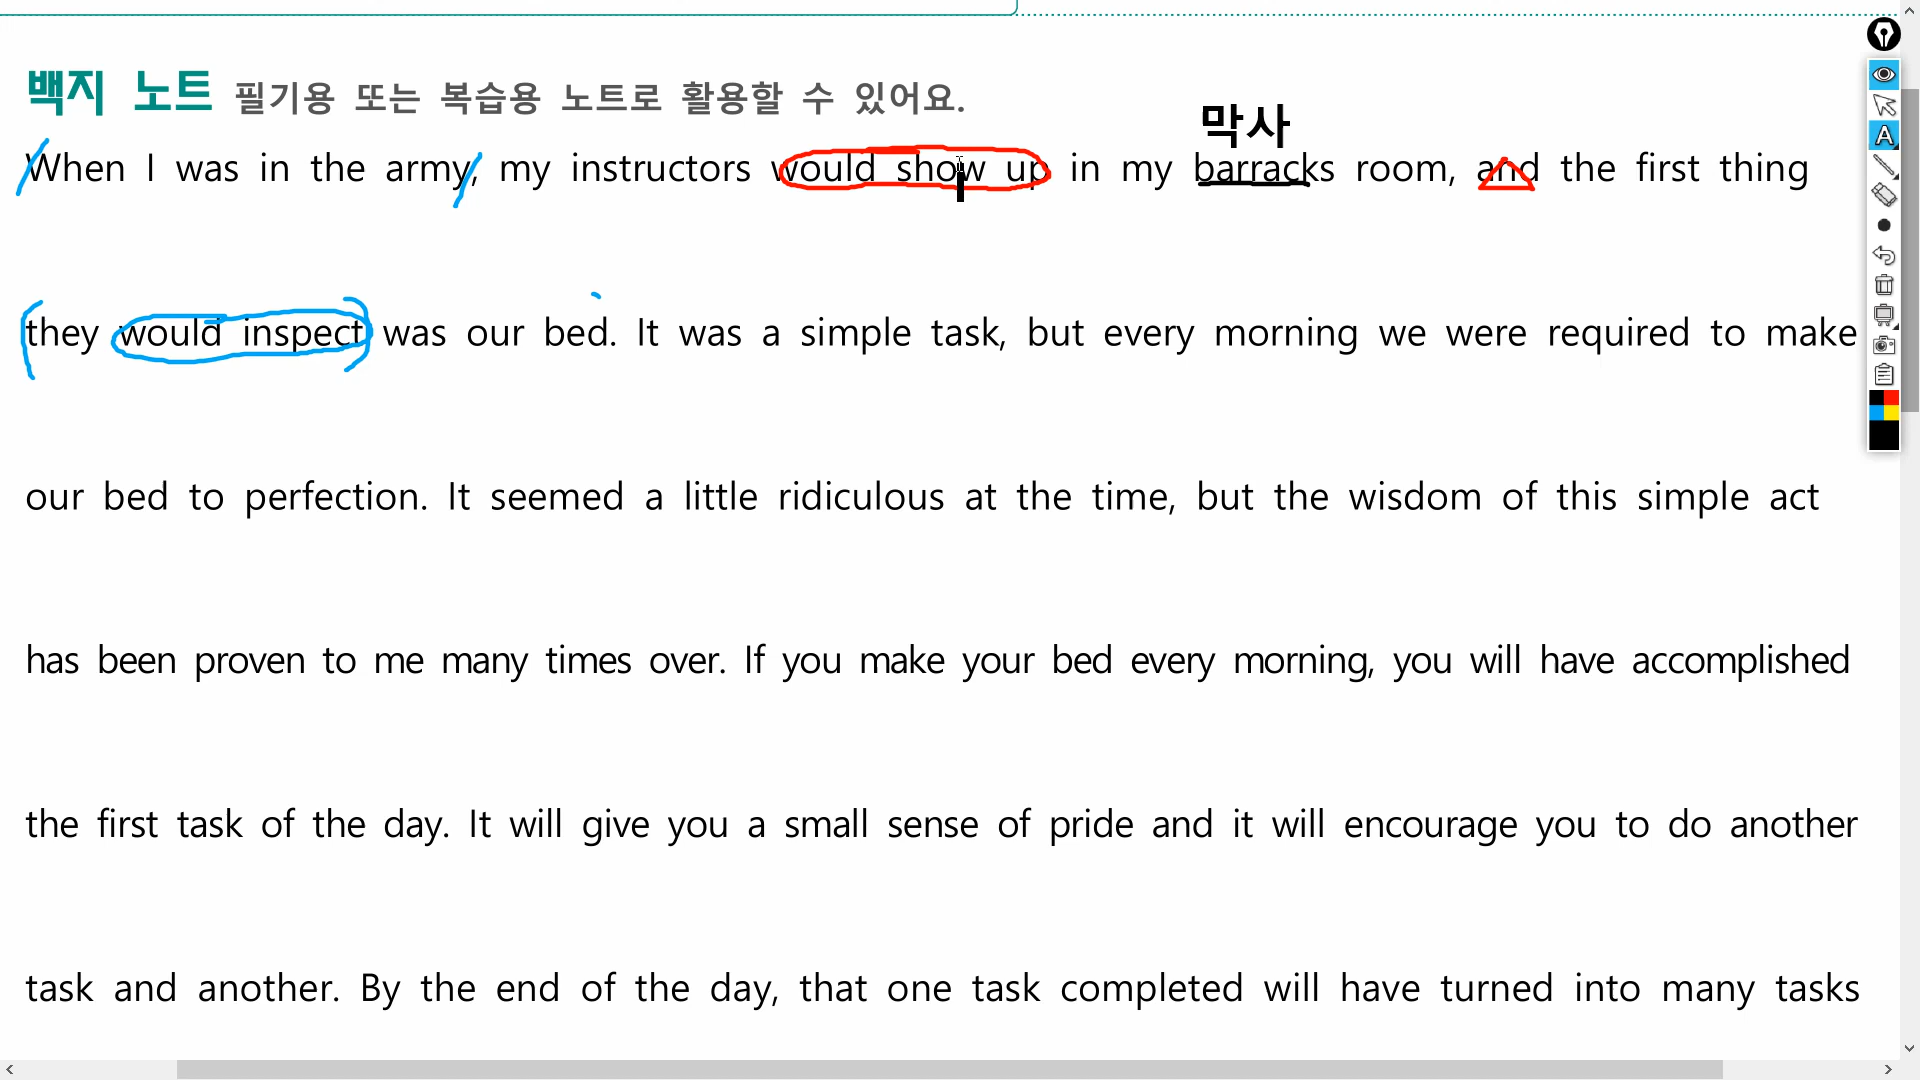 백지 노트 필기용 또는 복습용 노트로 활용할 수 있어요.
막사
When I was in the army, my instructors would show up in my barracks room, and the first thing
they would inspect was our bed. It was a simple task, but every morning we were required to make
our bed to perfection. It seemed a little ridiculous at the time, but the wisdom of this simple act
has been proven to me many times over. If you make your bed every morning, you will have accomplished
the first task of the day. It will give you a small sense of pride and it will encourage you to do another
task and another. By the end of the day, that one task completed will have turned into many tasks